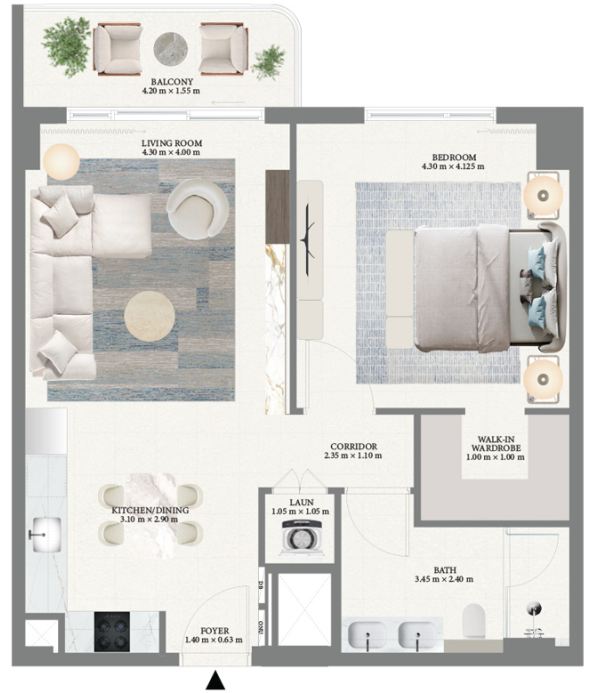 BALCONY
4.20 m × 1.55 m
LIVING ROOM
4.30 m × 4.00 m
BEDROOM
4.30 m × 4.125 m
CORRIDOR
2.35 m × 1.10 m
WALK-IN
WARDROBE
1.00 m × 1.00 m
LAUN
1.05 m × 1.05 m
KITCHEN/DINING
3.10 m × 2.90 m
BATH
3.45 m × 2.40 m
DB
ONU
FOYER
1.40 m × 0.63 m